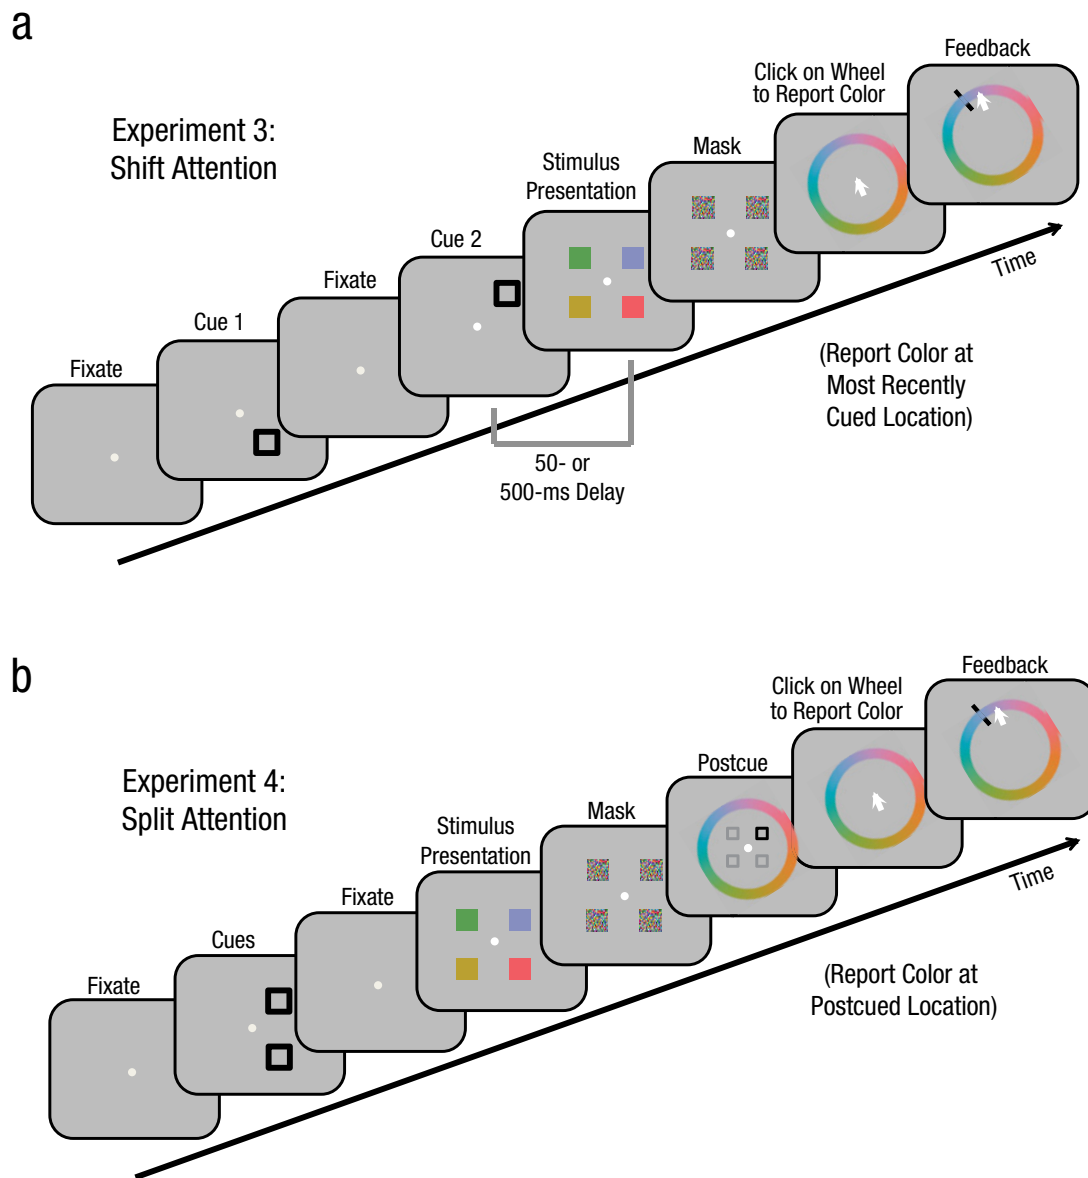 a
Experiment 3:
Shift Attention
Fixate
Cue 1
Fixate
Cue 2
Stimulus
Presentation
Mask
Click on Wheel
to Report Color
Feedback
Time
50- or
500-ms Delay
(Report Color at
Most Recently
Cued Location)
b
Experiment 4:
Split Attention
Fixate
Cues
Fixate
Stimulus
Presentation
Mask
Postcue
Click on Wheel
to Report Color
Feedback
Time
(Report Color at
Postcued Location)